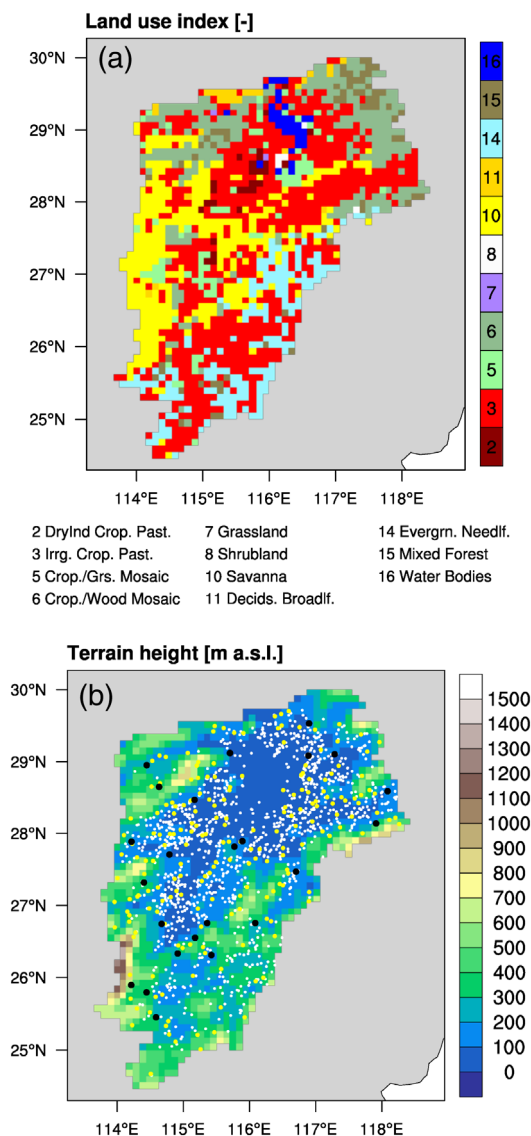 Land use index [-]
(a)
30°N
29°N
28°N
27°N
26°N
25°N
114°E 115°E 116°E 117°E 118°E
16
15
14
11
10
8
7
6
5
3
2
2 Drylnd Crop. Past.
3 Irrg. Crop. Past.
5 Crop./Grs. Mosaic
6 Crop./Wood Mosaic
7 Grassland
8 Shrubland
10 Savanna
11 Decids. Broadlf.
14 Evergrn. Needlf.
15 Mixed Forest
16 Water Bodies
Terrain height [m a.s.l.]
(b)
30°N
29°N
28°N
27°N
26°N
25°N
114°E 115°E 116°E 117°E 118°E
1500
1400
1300
1200
1100
1000
900
800
700
600
500
400
300
200
100
0